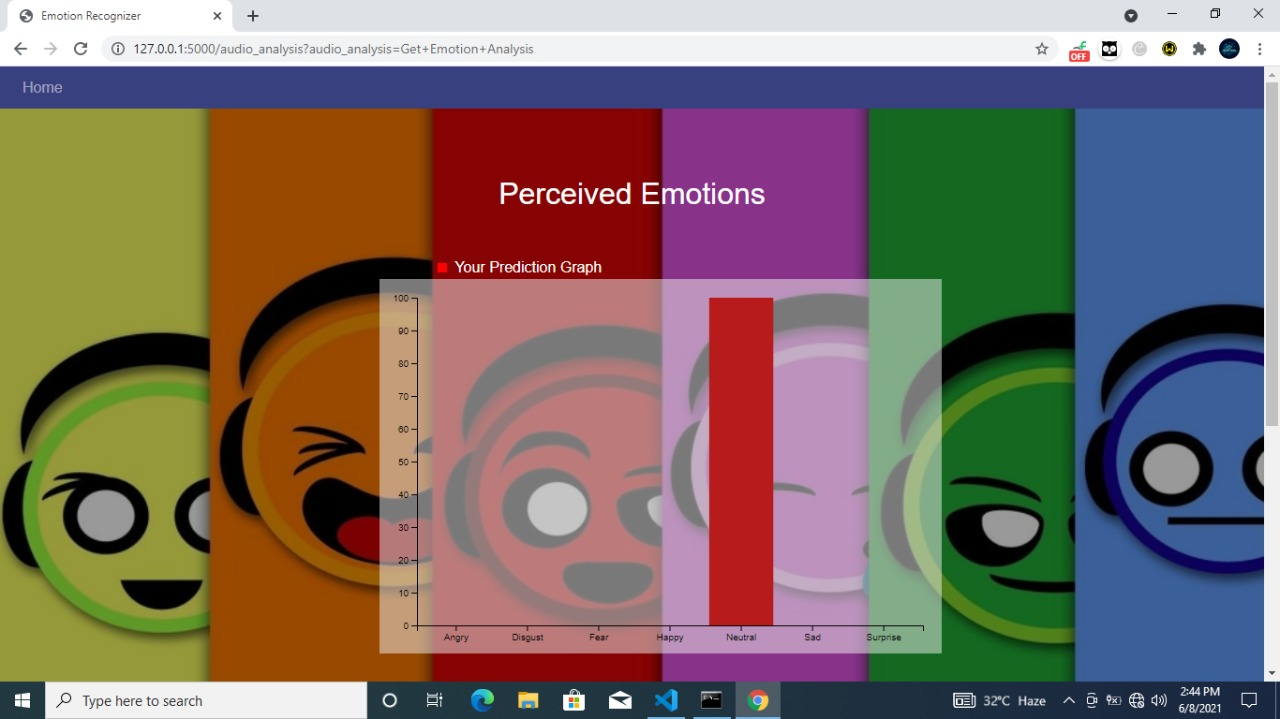 Emotion Recognizer
127.0.0.1:5000/audio_analysis?audio_analysis=Get+Emotion+Analysis
OFF
Home
Perceived Emotions
Your Prediction Graph
100
90
80
70
60
50
40
30
20
10
0
Angry Disgust Fear Happy Neutral Sad Surprise
Type here to search
32°C Haze
2:44 PM
6/8/2021